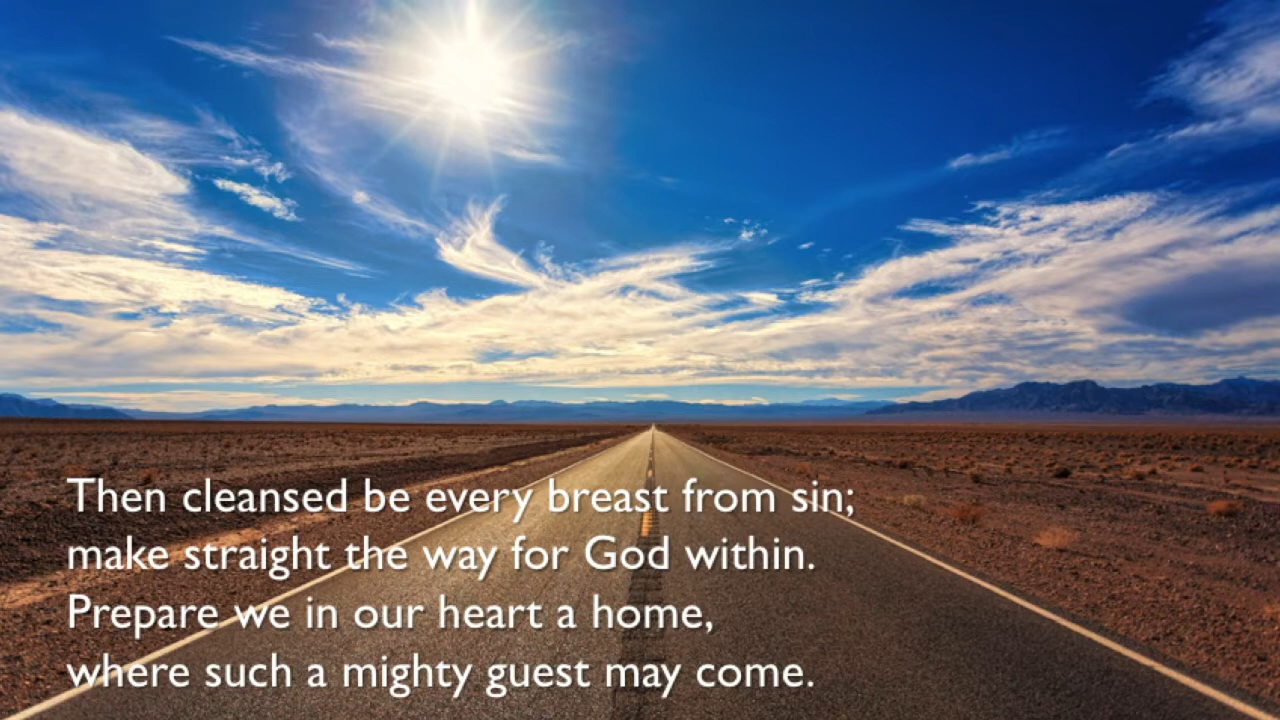 Then cleansed be every breast from sin;
make straight the way for God within.
Prepare we in our heart a home,
where such a mighty guest may come.